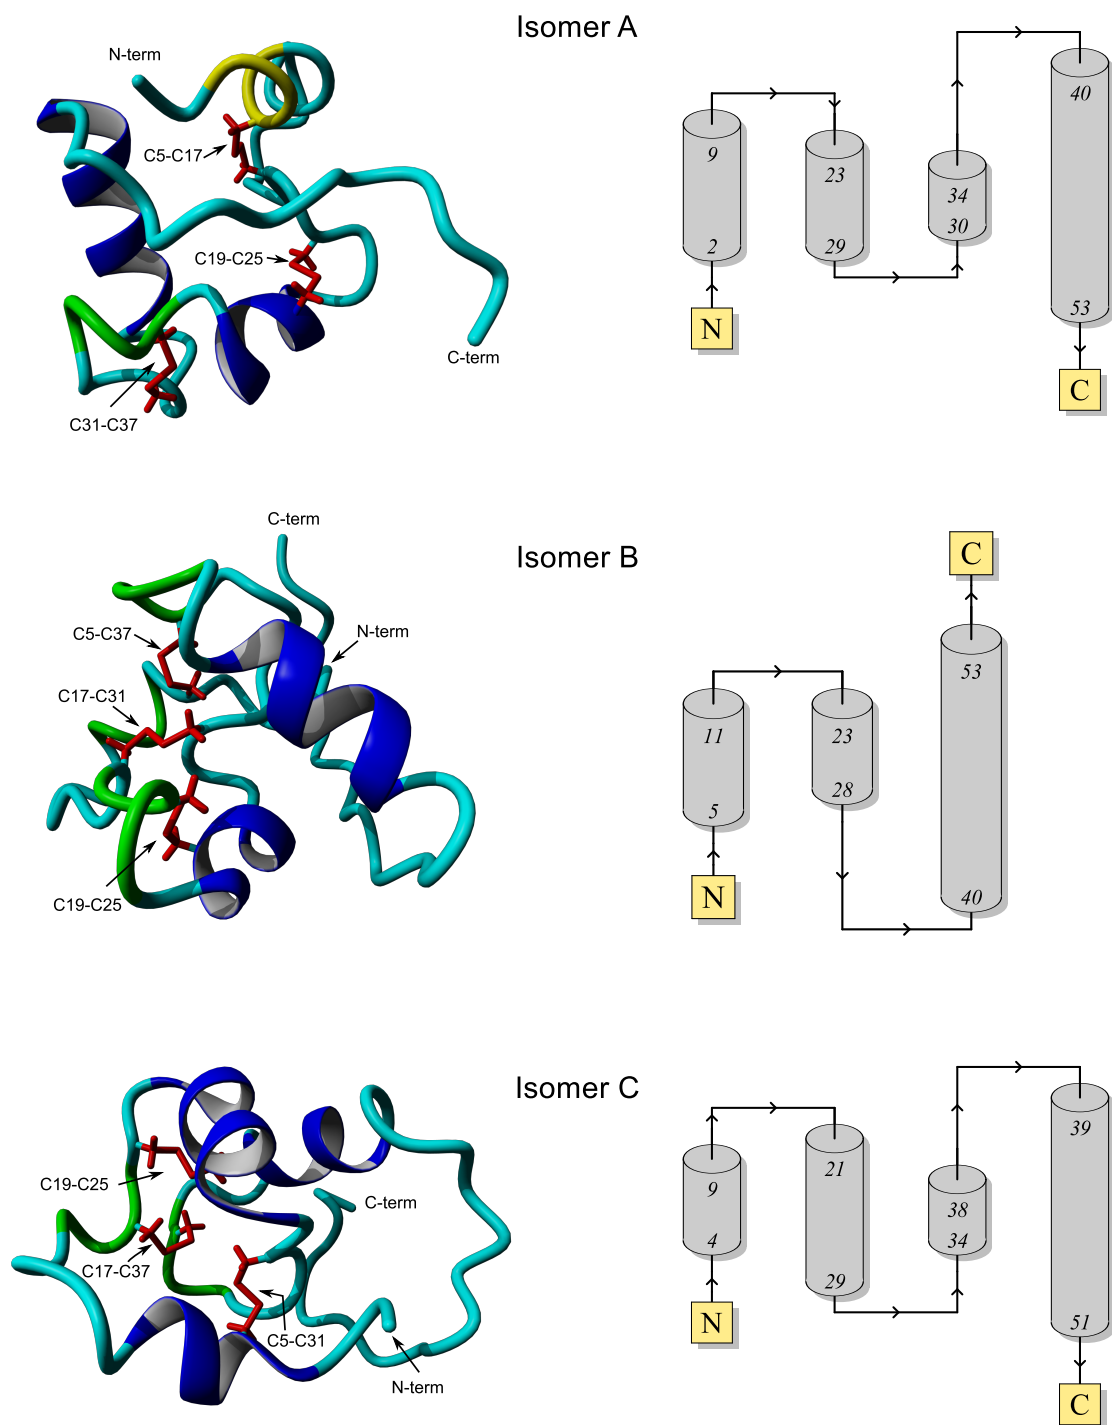 Isomer A
N-term
C5-C17
C19-C25
C-term
C31-C37
9
2
N
23
29
34
30
40
53
C
Isomer B
C-term
C5-C37
N-term
C17-C31
C19-C25
11
5
N
23
28
C
53
40
Isomer C
C19-C25
C-term
C17-C37
C5-C31
N-term
9
4
N
21
29
38
34
39
51
C